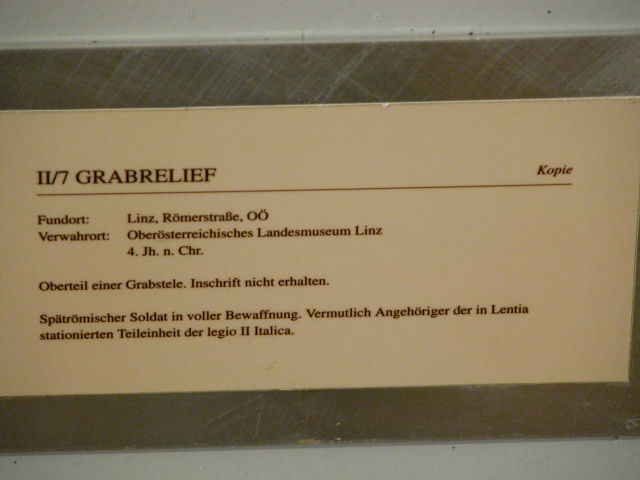 II/7 GRABRELIEF Kopie
Fundort: Linz, Römerstraße, OÖ
Verwahrort: Oberösterreichisches Landesmuseum Linz
4. Jh. n. Chr.
Oberteil einer Grabstele. Inschrift nicht erhalten.
Spätrömischer Soldat in voller Bewaffnung. Vermutlich Angehöriger der in Lentia
stationierten Teileinheit der legio II Italica.